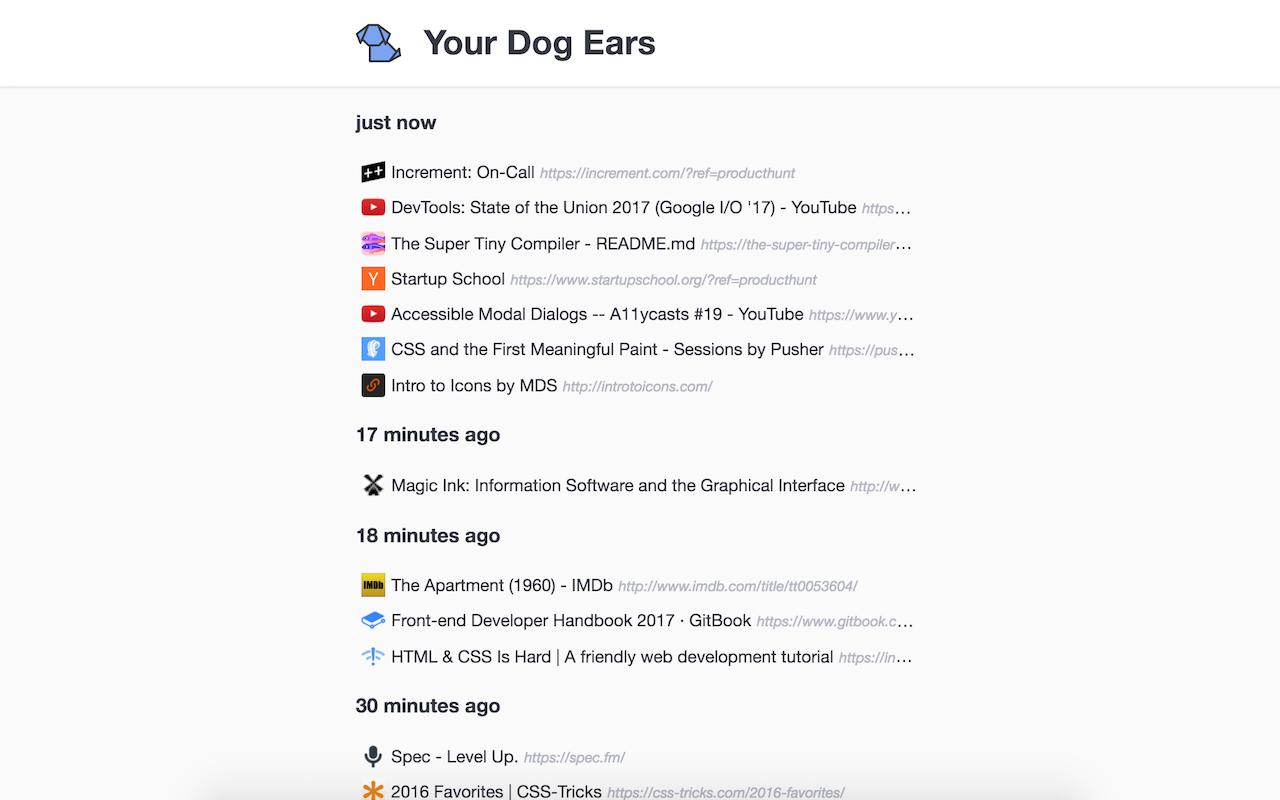 Your Dog Ears
just now
++ Increment: On-Call https://increment.com/?ref=producthunt
DevTools: State of the Union 2017 (Google I/O '17) - YouTube https...
The Super Tiny Compiler - README.md https://the-super-tiny-compiler...
Y Startup School https://www.startupschool.org/?ref=producthunt
Accessible Modal Dialogs -- A11ycasts #19 - YouTube https://www.y...
CSS and the First Meaningful Paint - Sessions by Pusher https://pus...
Intro to Icons by MDS http://introtoicons.com/
17 minutes ago
Magic Ink: Information Software and the Graphical Interface http://w...
18 minutes ago
IMDb The Apartment (1960) - IMDb http://www.imdb.com/title/tt0053604/
Front-end Developer Handbook 2017 · GitBook https://www.gitbook.c...
HTML & CSS Is Hard | A friendly web development tutorial https://in...
30 minutes ago
Spec - Level Up. https://spec.fm/
2016 Favorites | CSS-Tricks https://css-tricks.com/2016-favorites/